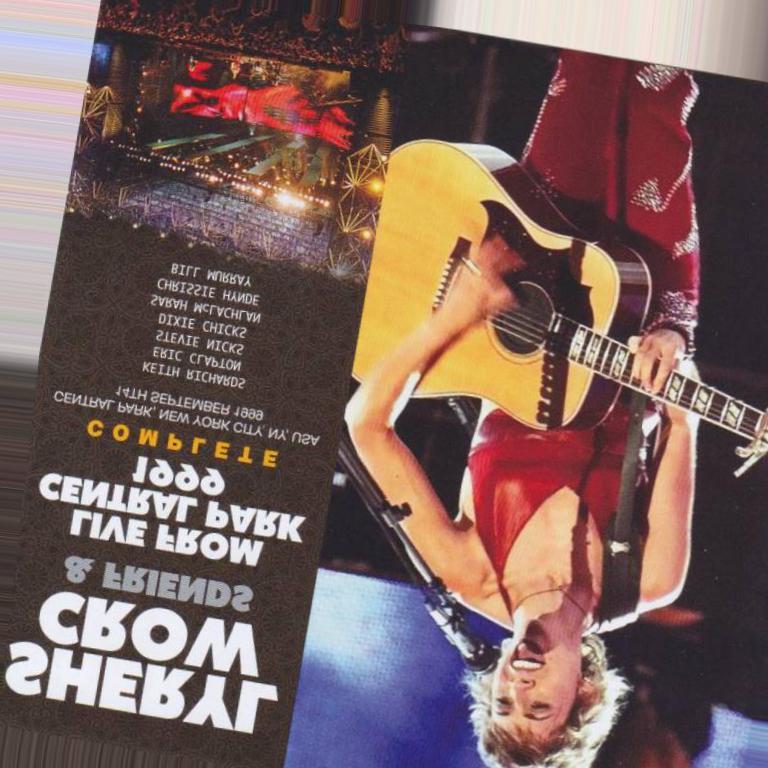 SHERYL
CROW
& FRIENDS
LIVE FROM
CENTRAL PARK
1999
COMPLETE
CENTRAL PARK, NEW YORK CITY, NY, USA
14TH SEPTEMBER 1999
KEITH RICHARDS
ERIC CLAPTON
STEVIE NICKS
DIXIE CHICKS
SARAH McLACHLAN
CHRISSIE HYNDE
BILL MURRAY